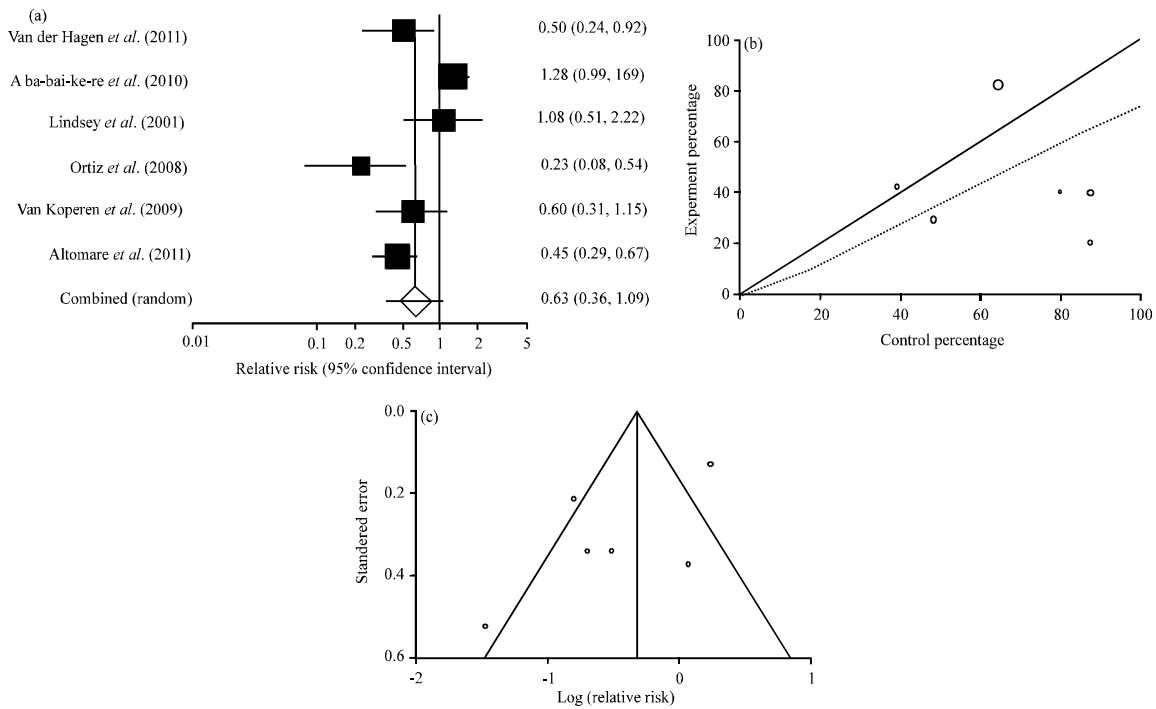 (a)
Van der Hagen et al. (2011) 0.50 (0.24, 0.92)
A ba-bai-ke-re et al. (2010) 1.28 (0.99, 169)
Lindsey et al. (2001) 1.08 (0.51, 2.22)
Ortiz et al. (2008) 0.23 (0.08, 0.54)
Van Koperen et al. (2009) 0.60 (0.31, 1.15)
Altomare et al. (2011) 0.45 (0.29, 0.67)
Combined (random) 0.63 (0.36, 1.09)
0.01 0.1 0.2 0.5 1 2 5
Relative risk (95% confidence interval)
(b)
Experment percentage
100
80
60
40
20
0
0 20 40 60 80 100
Control percentage
(c)
Standered error
0.0
0.2
0.4
0.6
-2 -1 0 1
Log (relative risk)